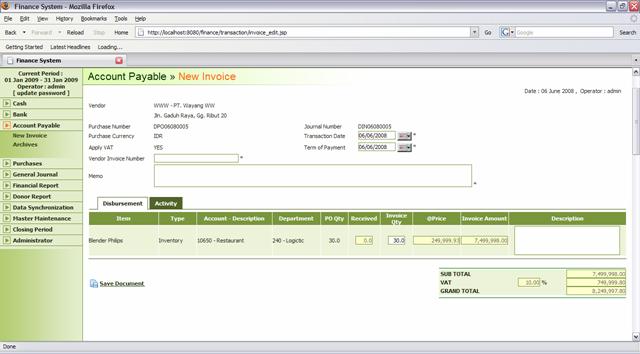 Finance System - Mozilla Firefox
File Edit View History Bookmarks Tools Help
Back Forward Reload Stop Home http://localhost:8080/finance/transaction/invoice_edit.jsp Go Google Search
Getting Started Latest Headlines Loading...
Finance System
Current Period :
01 Jan 2009 - 31 Jan 2009
Operator : admin
[ update password ]
Cash
Bank
Account Payable
New Invoice
Archives
Purchases
General Journal
Financial Report
Donor Report
Data Synchronization
Master Maintenance
Closing Period
Administrator
Account Payable » New Invoice
Date : 06 June 2008 , Operator : admin
Vendor WWW - PT. Wayang WW
Jln. Gaduh Raya, Gg. Ribut 20
Purchase Number DPO06080005 Journal Number DIN06080005
Purchase Currency IDR Transaction Date 06/06/2008 *
Apply VAT YES Term of Payment 06/06/2008 *
Vendor Invoice Number *
Memo *
Disbursement Activity
Item Type Account - Description Department PO Qty Received Invoice Qty @Price Invoice Amount Description
Blender Philips Inventory 10650 - Restaurant 240 - Logictic 30.0 0.0 30.0 249,999.93 7,499,998.00
Save Document
SUB TOTAL 7,499,998.00
VAT 10.00 % 749,999.80
GRAND TOTAL 8,249,997.80
Done